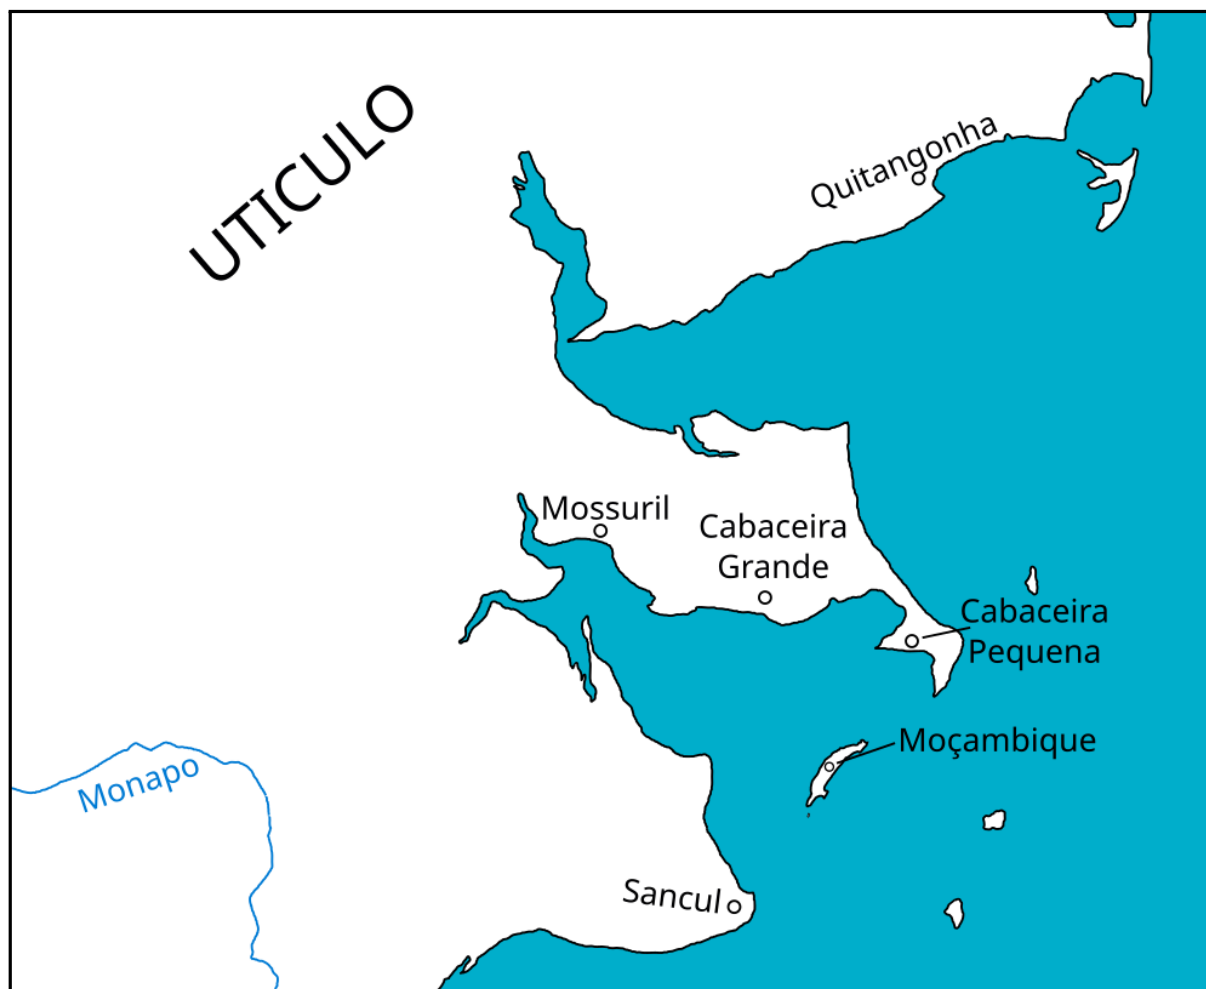 UTICULO
Quitangonha
Mossuril
Cabaceira
Grande
Cabaceira
Pequena
Moçambique
Monapo
Sancul